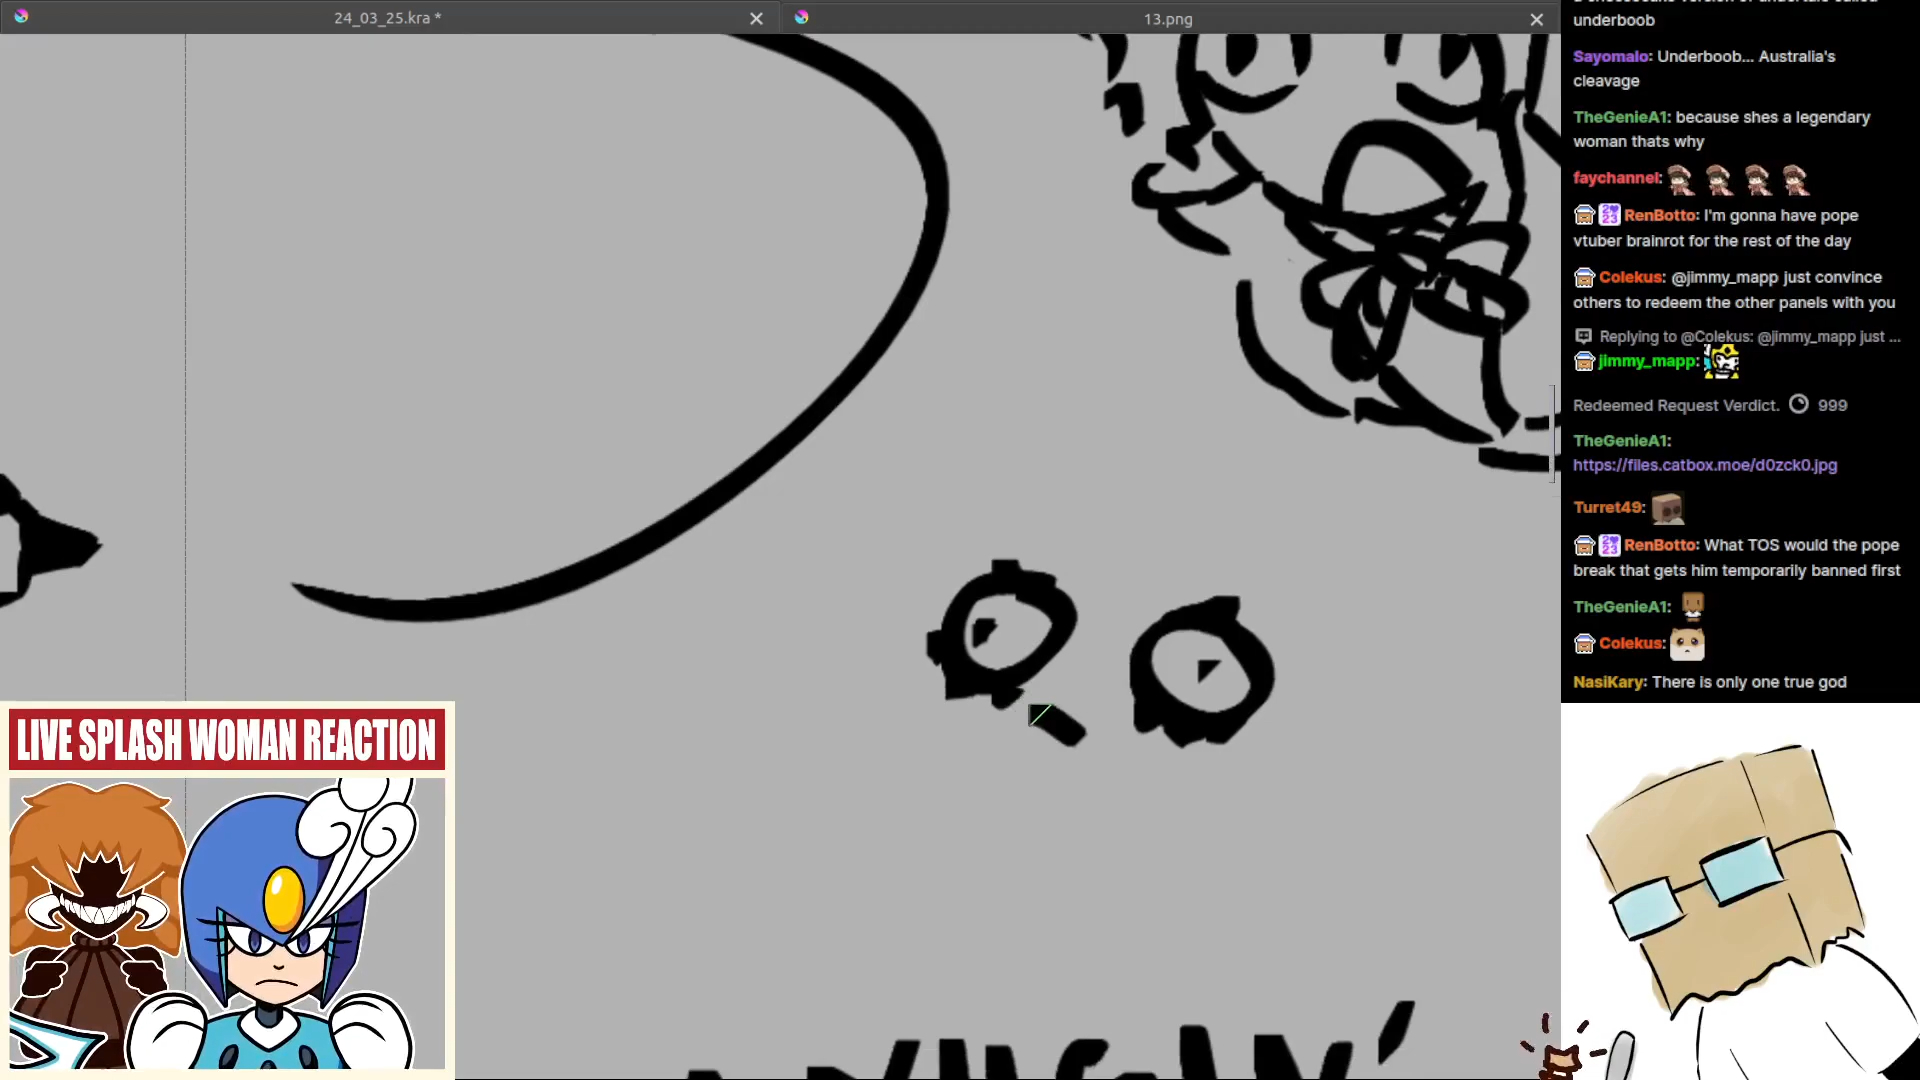 24_03_25.kra *
13.png
underboob
Sayomalo: Underboob... Australia's
cleavage
TheGenieA1: because shes a legendary
woman thats why
faychannel:
RenBotto: I'm gonna have pope
vtuber brainrot for the rest of the day
Colekus: @jimmy_mapp just convince
others to redeem the other panels with you
Replying to @Colekus: @jimmy_mapp just ...
jimmy_mapp:
Redeemed Request Verdict. 999
TheGenieA1:
https://files.catbox.moe/d0zck0.jpg
Turret49:
RenBotto: What TOS would the pope
break that gets him temporarily banned first
TheGenieA1:
Colekus:
NasiKary: There is only one true god
LIVE SPLASH WOMAN REACTION